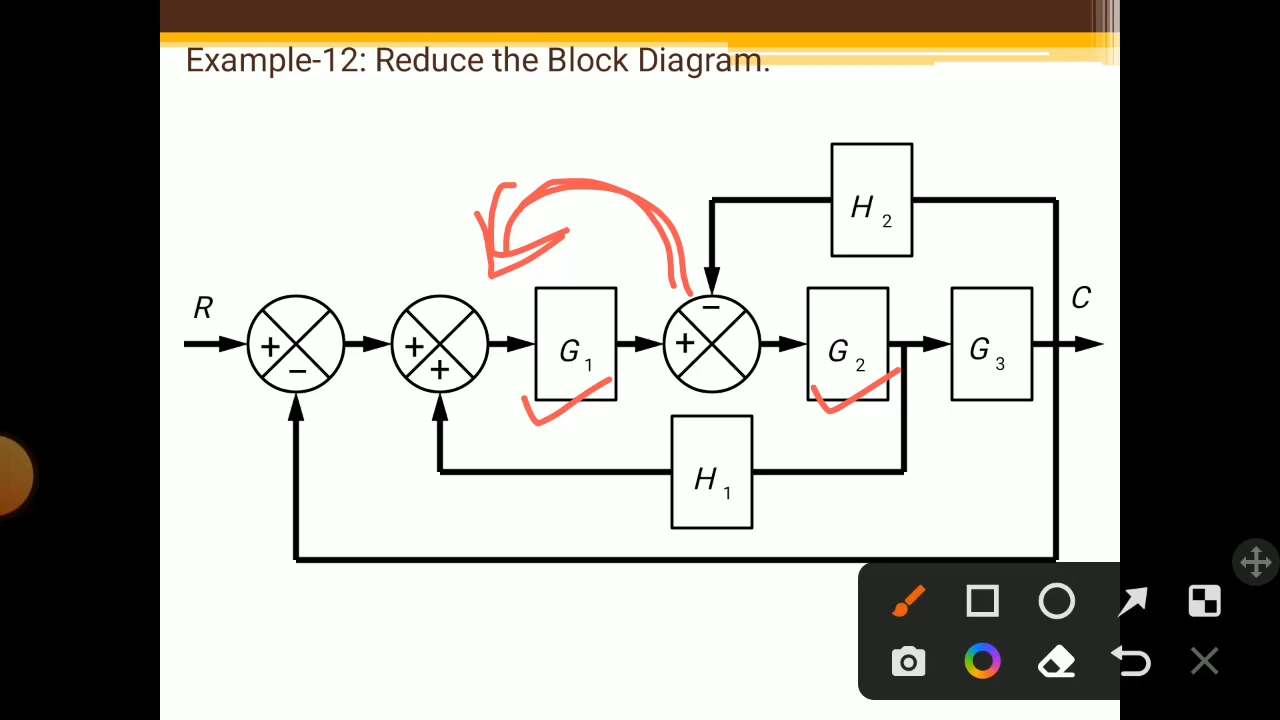 Example-12: Reduce the Block Diagram.
H 2
R
C
+
−
+
+
G 1
+
−
G 2
G 3
H 1